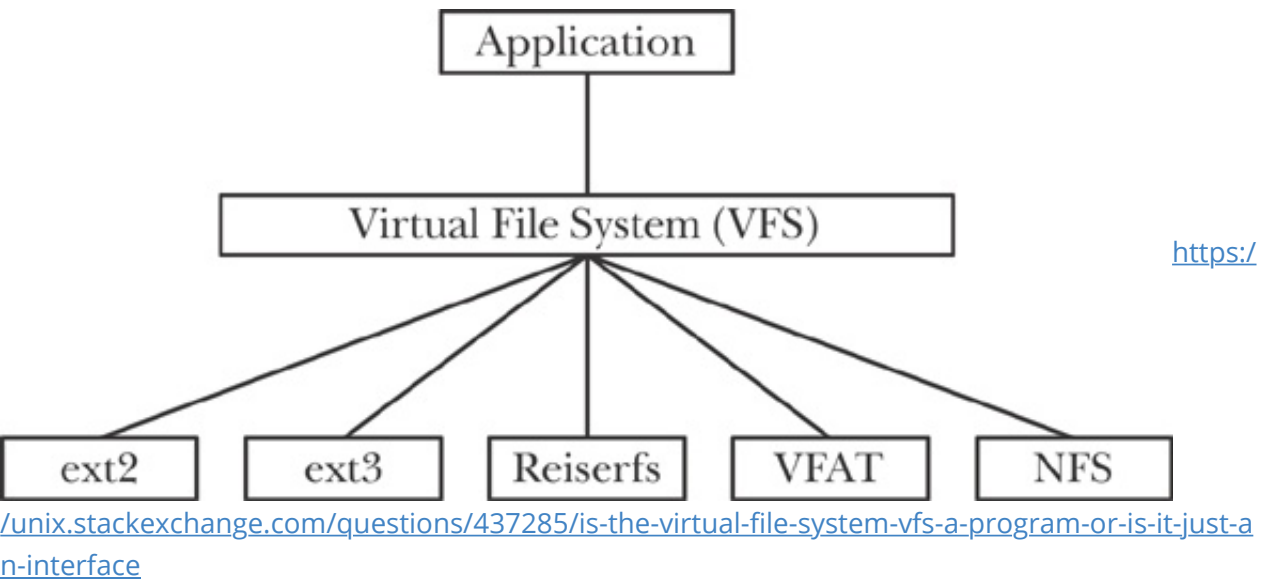 Application
Virtual File System (VFS)
https:/
ext2 ext3 Reiserfs VFAT NFS
/unix.stackexchange.com/questions/437285/is-the-virtual-file-system-vfs-a-program-or-is-it-just-a
n-interface